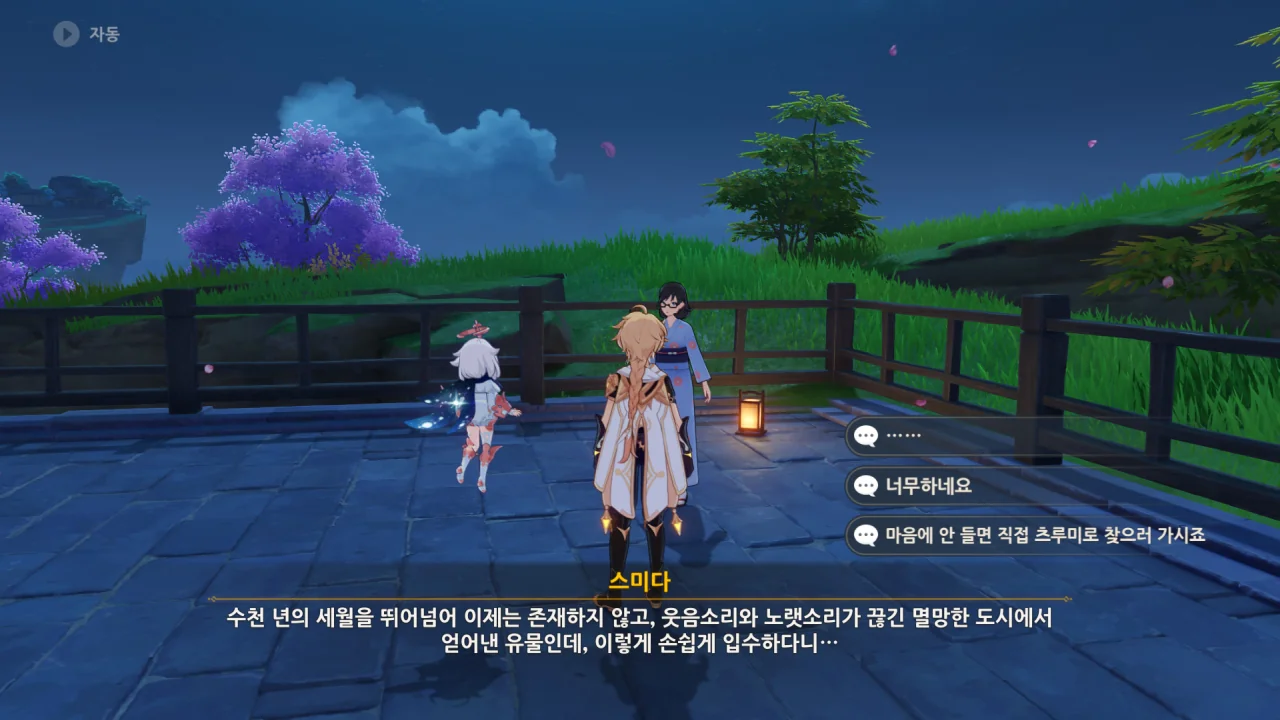 자동
……
너무하네요
마음에 안 들면 직접 츠루미로 찾으러 가시죠
스미다
수천 년의 세월을 뛰어넘어 이제는 존재하지 않고, 웃음소리와 노랫소리가 끊긴 멸망한 도시에서
얻어낸 유물인데, 이렇게 손쉽게 입수하다니…